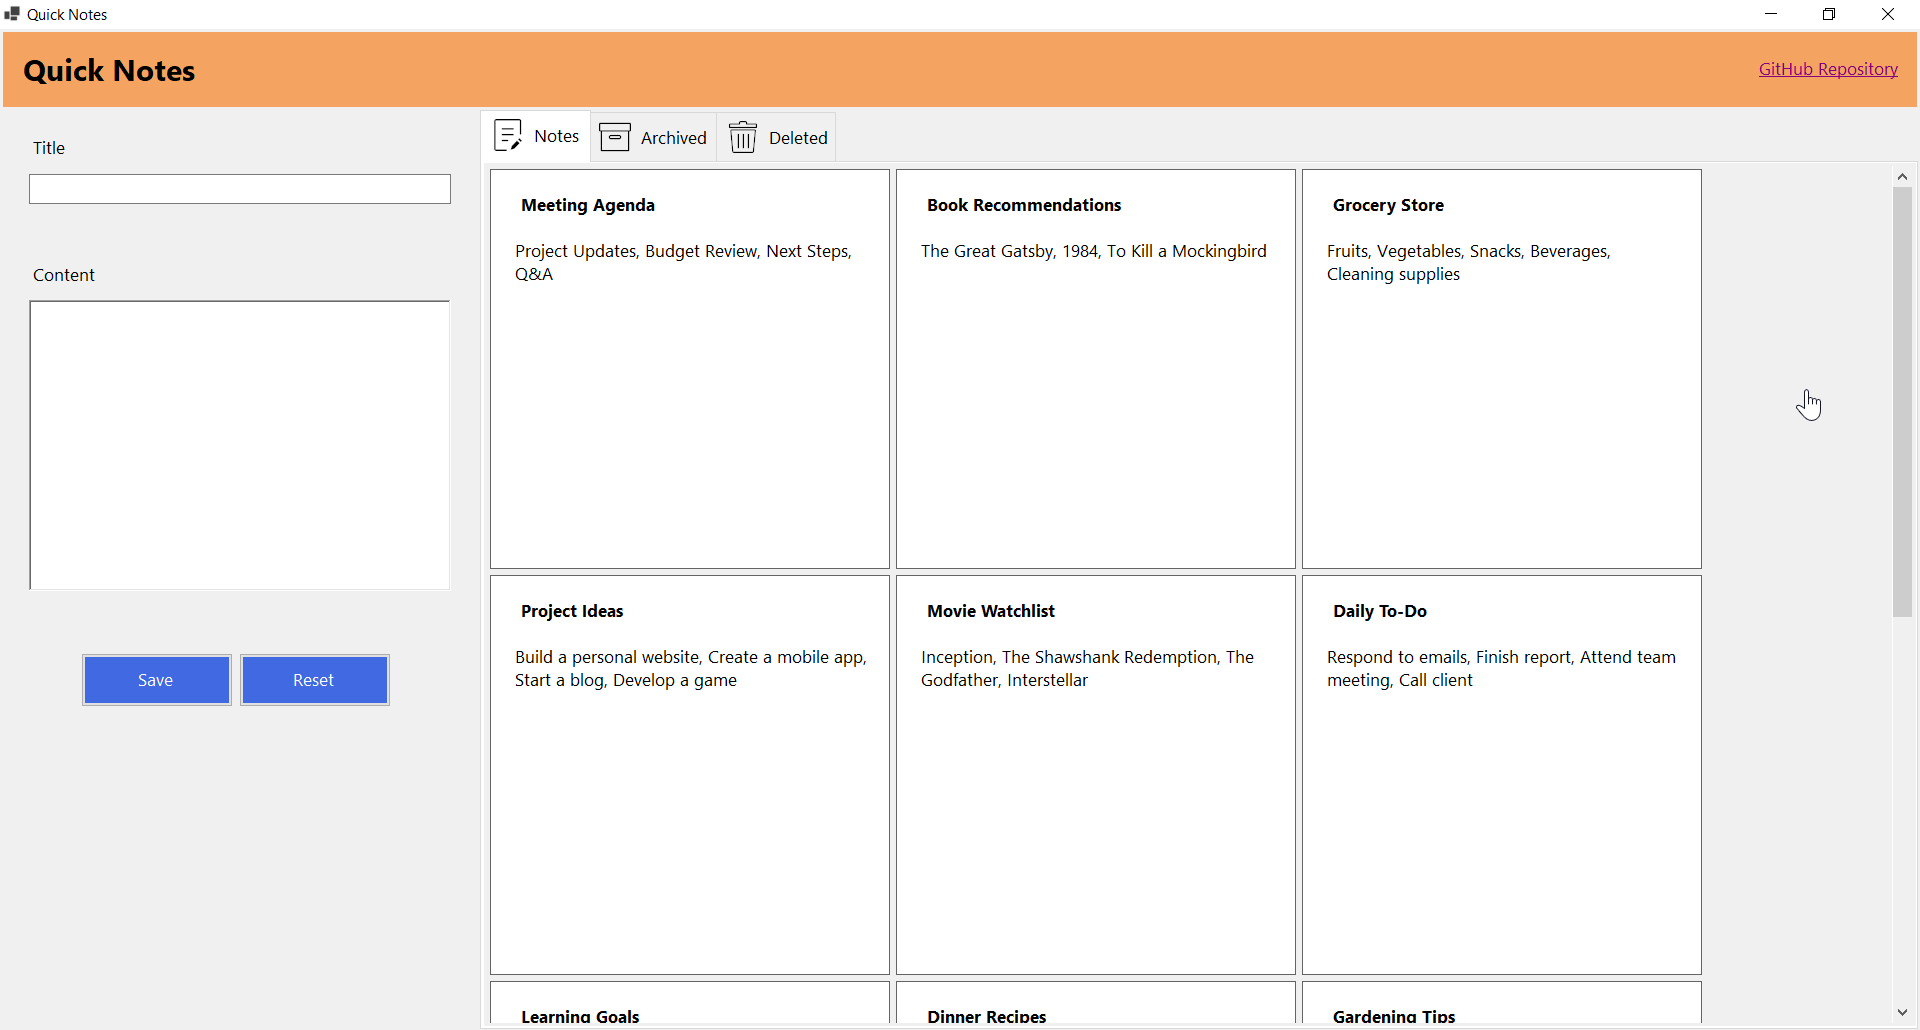 Quick Notes
Quick Notes
GitHub Repository
Title
Content
Save
Reset
Notes
Archived
Deleted
Meeting Agenda
Project Updates, Budget Review, Next Steps,
Q&A
Book Recommendations
The Great Gatsby, 1984, To Kill a Mockingbird
Grocery Store
Fruits, Vegetables, Snacks, Beverages,
Cleaning supplies
Project Ideas
Build a personal website, Create a mobile app,
Start a blog, Develop a game
Movie Watchlist
Inception, The Shawshank Redemption, The
Godfather, Interstellar
Daily To-Do
Respond to emails, Finish report, Attend team
meeting, Call client
Learning Goals
Dinner Recipes
Gardening Tips